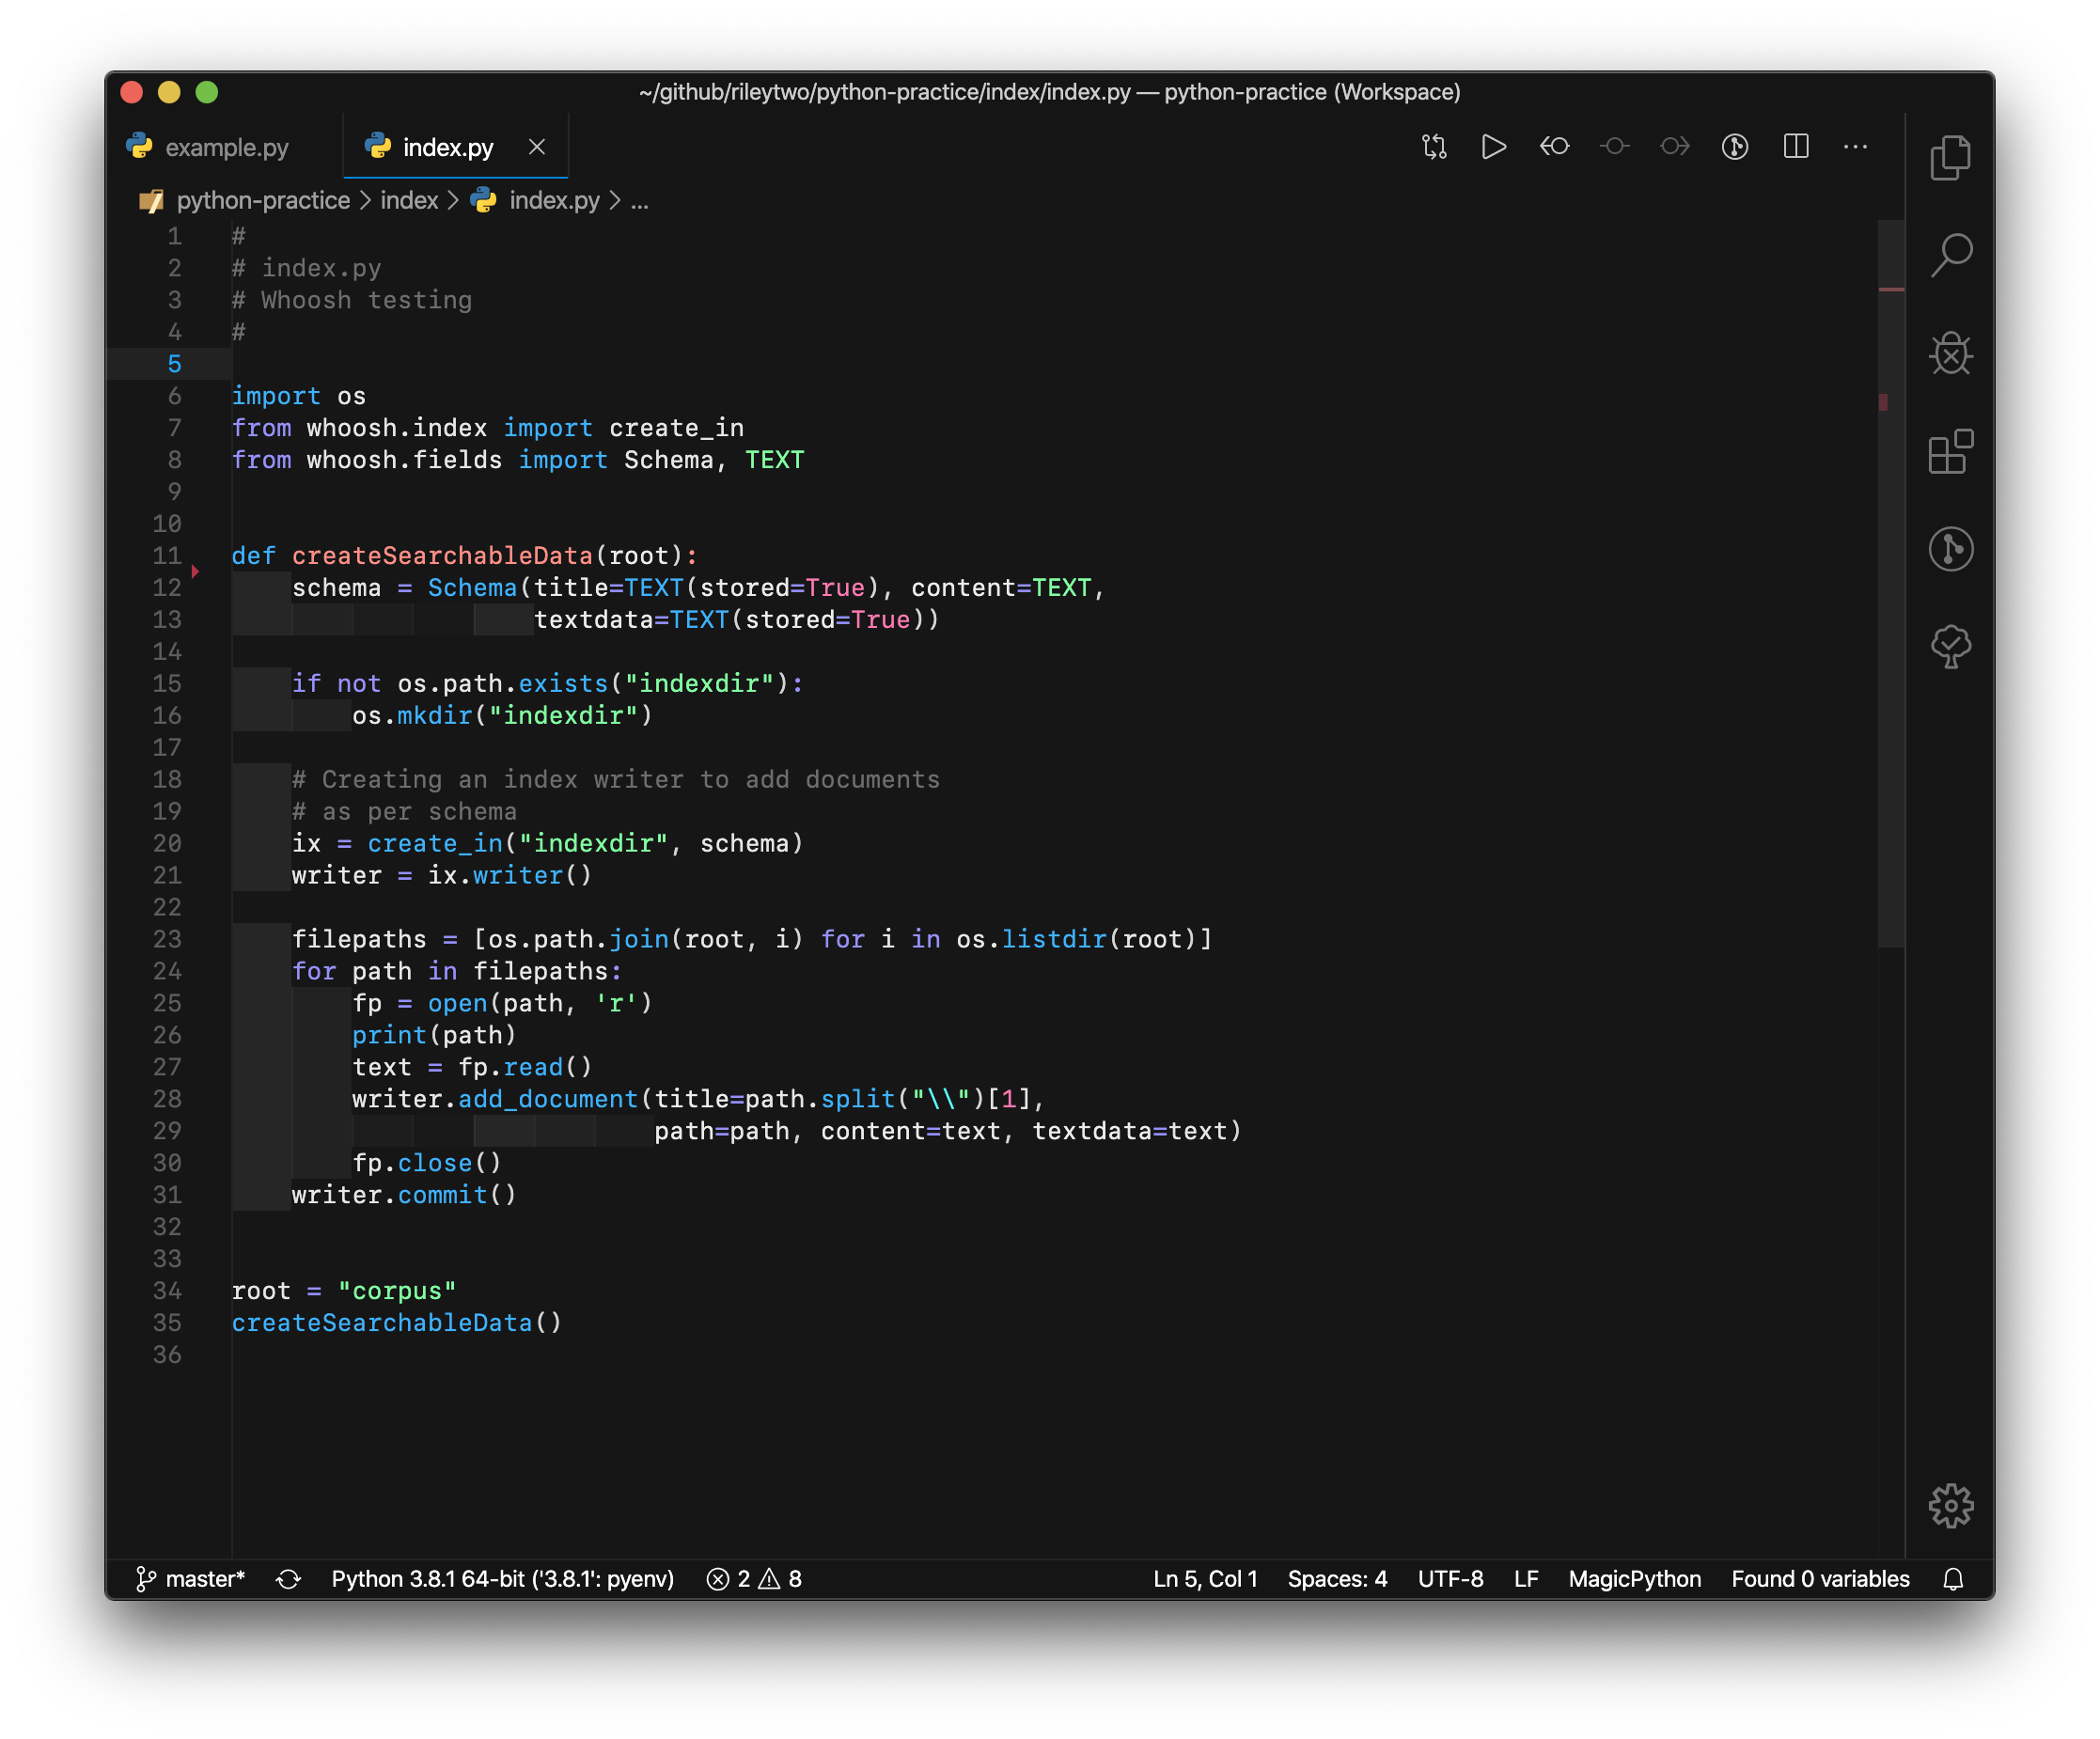 ~/github/rileytwo/python-practice/index/index.py — python-practice (Workspace)
example.py
index.py
python-practice > index > index.py > ...
1 #
2 # index.py
3 # Whoosh testing
4 #
5
6 import os
7 from whoosh.index import create_in
8 from whoosh.fields import Schema, TEXT
9
10
11 def createSearchableData(root):
12     schema = Schema(title=TEXT(stored=True), content=TEXT,
13                     textdata=TEXT(stored=True))
14
15     if not os.path.exists("indexdir"):
16         os.mkdir("indexdir")
17
18     # Creating an index writer to add documents
19     # as per schema
20     ix = create_in("indexdir", schema)
21     writer = ix.writer()
22
23     filepaths = [os.path.join(root, i) for i in os.listdir(root)]
24     for path in filepaths:
25         fp = open(path, 'r')
26         print(path)
27         text = fp.read()
28         writer.add_document(title=path.split("\\")[1],
29                             path=path, content=text, textdata=text)
30         fp.close()
31     writer.commit()
32
33
34 root = "corpus"
35 createSearchableData()
36
master* Python 3.8.1 64-bit ('3.8.1': pyenv) 2 8 Ln 5, Col 1 Spaces: 4 UTF-8 LF MagicPython Found 0 variables